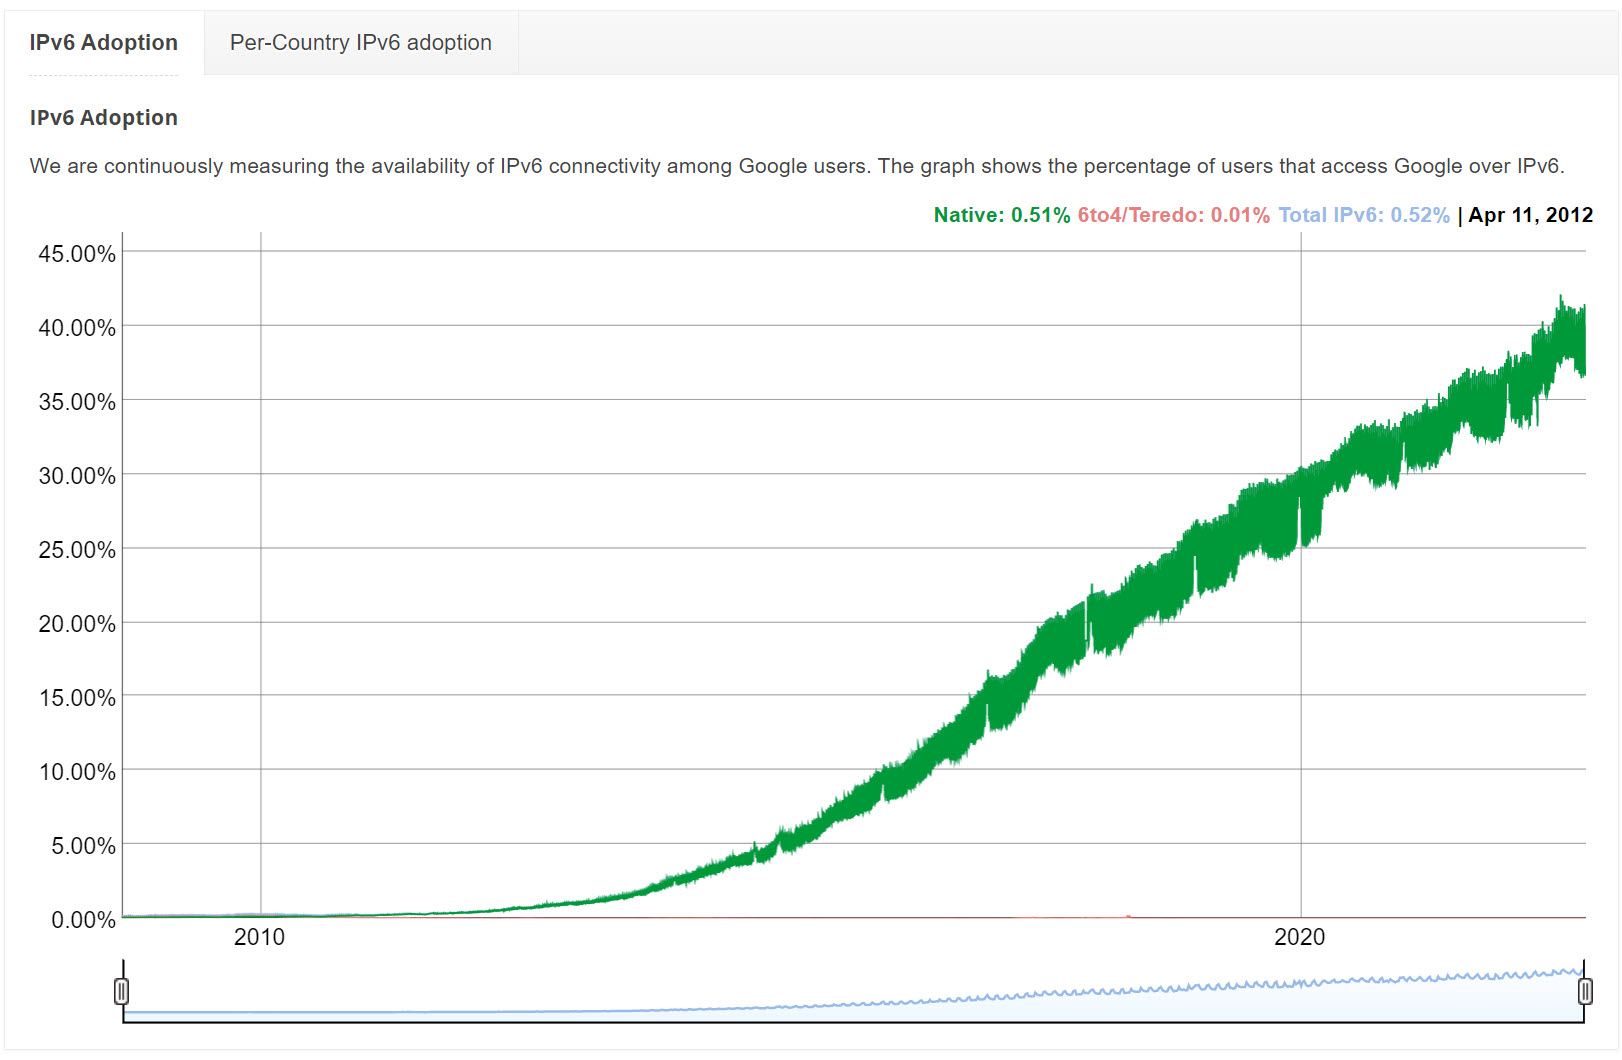 IPv6 Adoption Per-Country IPv6 adoption
IPv6 Adoption
We are continuously measuring the availability of IPv6 connectivity among Google users. The graph shows the percentage of users that access Google over IPv6.
Native: 0.51% 6to4/Teredo: 0.01% Total IPv6: 0.52% | Apr 11, 2012
45.00%
40.00%
35.00%
30.00%
25.00%
20.00%
15.00%
10.00%
5.00%
0.00%
2010 2020